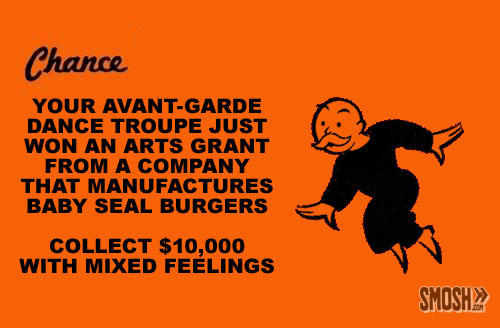 Chance
YOUR AVANT-GARDE
DANCE TROUPE JUST
WON AN ARTS GRANT
FROM A COMPANY
THAT MANUFACTURES
BABY SEAL BURGERS
COLLECT $10,000
WITH MIXED FEELINGS
SMOSH.COM